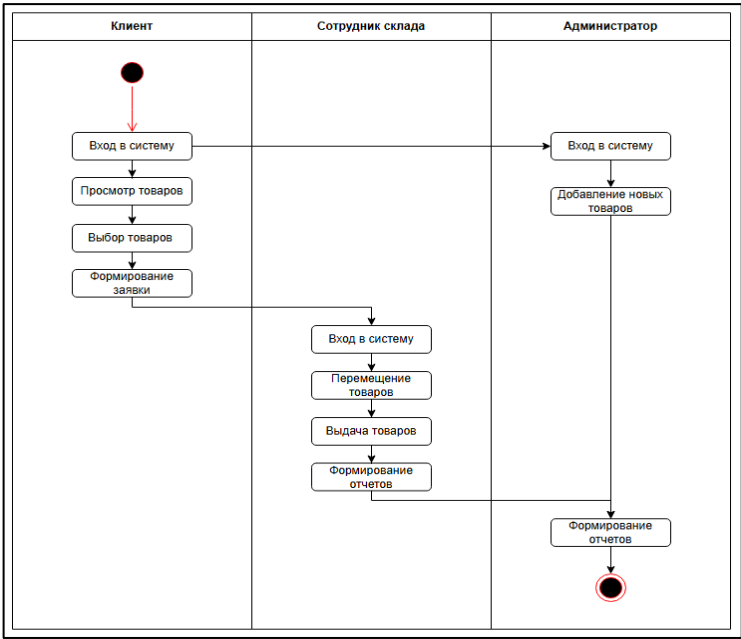 Клиент
Сотрудник склада
Администратор
Вход в систему
Вход в систему
Просмотр товаров
Добавление новых
товаров
Выбор товаров
Формирование
заявки
Вход в систему
Перемещение
товаров
Выдача товаров
Формирование
отчетов
Формирование
отчетов